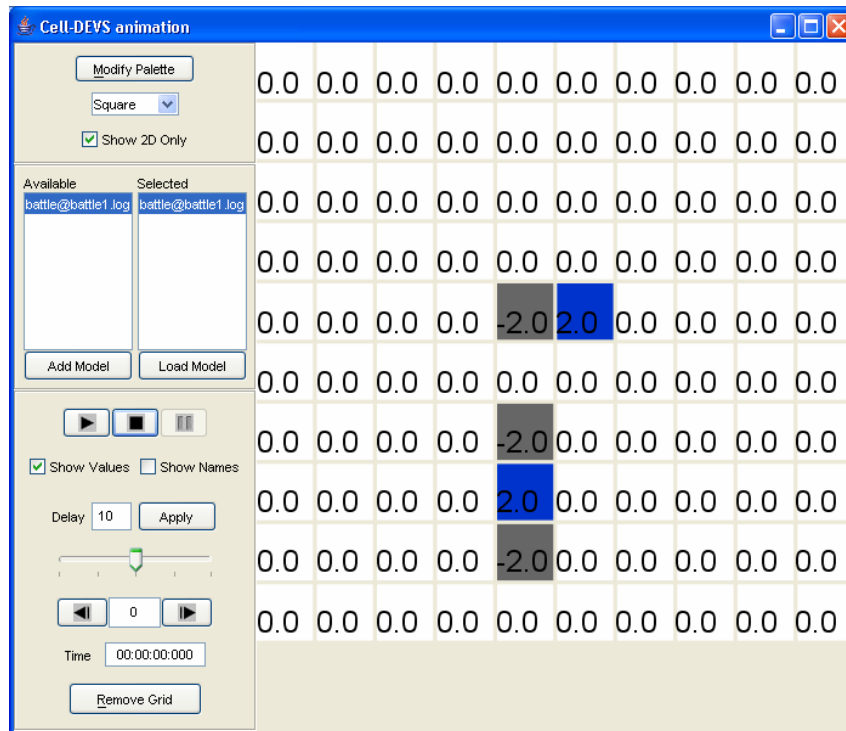 Cell-DEVS animation
Modify Palette
Square
Show 2D Only
Available Selected
battle@battle1.log battle@battle1.log
Add Model Load Model
Show Values Show Names
Delay 10 Apply
0
Time 00:00:00:000
Remove Grid
0.0 0.0 0.0 0.0 0.0 0.0 0.0 0.0 0.0 0.0
0.0 0.0 0.0 0.0 0.0 0.0 0.0 0.0 0.0 0.0
0.0 0.0 0.0 0.0 0.0 0.0 0.0 0.0 0.0 0.0
0.0 0.0 0.0 0.0 0.0 0.0 0.0 0.0 0.0 0.0
0.0 0.0 0.0 0.0 -2.0 2.0 0.0 0.0 0.0 0.0
0.0 0.0 0.0 0.0 0.0 0.0 0.0 0.0 0.0 0.0
0.0 0.0 0.0 0.0 -2.0 0.0 0.0 0.0 0.0 0.0
0.0 0.0 0.0 0.0 2.0 0.0 0.0 0.0 0.0 0.0
0.0 0.0 0.0 0.0 -2.0 0.0 0.0 0.0 0.0 0.0
0.0 0.0 0.0 0.0 0.0 0.0 0.0 0.0 0.0 0.0